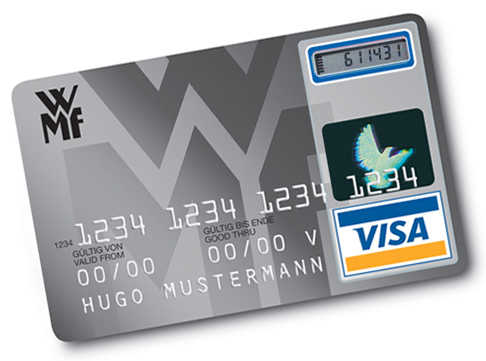 611431
WMF
1234 1234 1234 1234
1234
GÜLTIG VON
VALID FROM
GÜLTIG BIS ENDE
GOOD THRU
00/00
00/00 V
HUGO MUSTERMANN
VISA